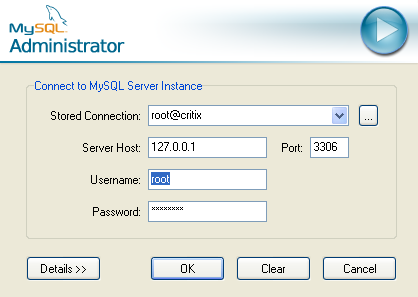 MySQL
Administrator
Connect to MySQL Server Instance
Stored Connection: root@critix ...
Server Host: 127.0.0.1 Port: 3306
Username: root
Password: ********
Details >> OK Clear Cancel